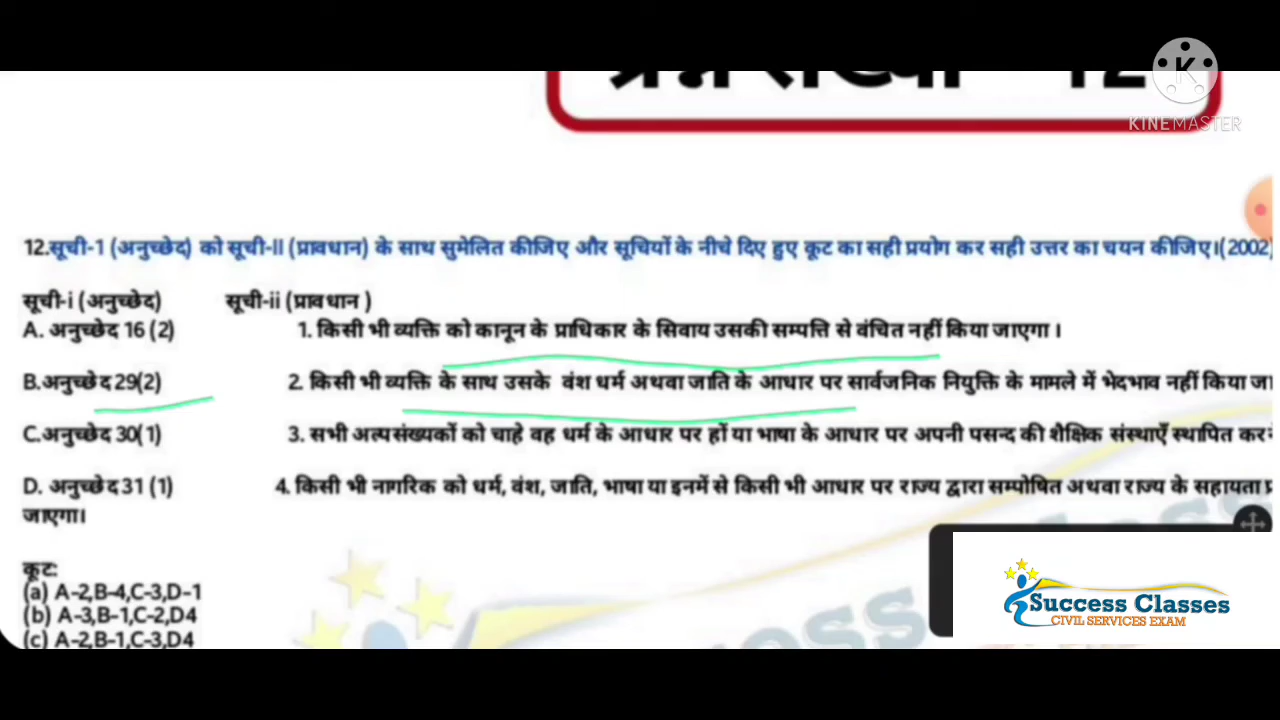 12
KINEMASTER
12.सूची-1 (अनुच्छेद) को सूची-II (प्रावधान) के साथ सुमेलित कीजिए और सूचियों के नीचे दिए हुए कूट का सही प्रयोग कर सही उत्तर का चयन कीजिए।(2002)
सूची-i (अनुच्छेद) सूची-ii (प्रावधान )
A. अनुच्छेद 16 (2) 1. किसी भी व्यक्ति को कानून के प्राधिकार के सिवाय उसकी सम्पत्ति से वंचित नहीं किया जाएगा ।
B.अनुच्छेद 29(2) 2. किसी भी व्यक्ति के साथ उसके वंश धर्म अथवा जाति के आधार पर सार्वजनिक नियुक्ति के मामले में भेदभाव नहीं किया
C.अनुच्छेद 30(1) 3. सभी अल्पसंख्यकों को चाहे वह धर्म के आधार पर हों या भाषा के आधार पर अपनी पसन्द की शैक्षिक संस्थाएँ स्थापित
D. अनुच्छेद 31 (1) 4. किसी भी नागरिक को धर्म, वंश, जाति, भाषा या इनमें से किसी भी आधार पर राज्य द्वारा सम्पोषित अथवा राज्य के सहायता
जाएगा।
कूट:
(a) A-2,B-4,C-3,D-1
(b) A-3,B-1,C-2,D4
(c) A-2,B-1,C-3,D4
Success Classes
CIVIL SERVICES EXAM